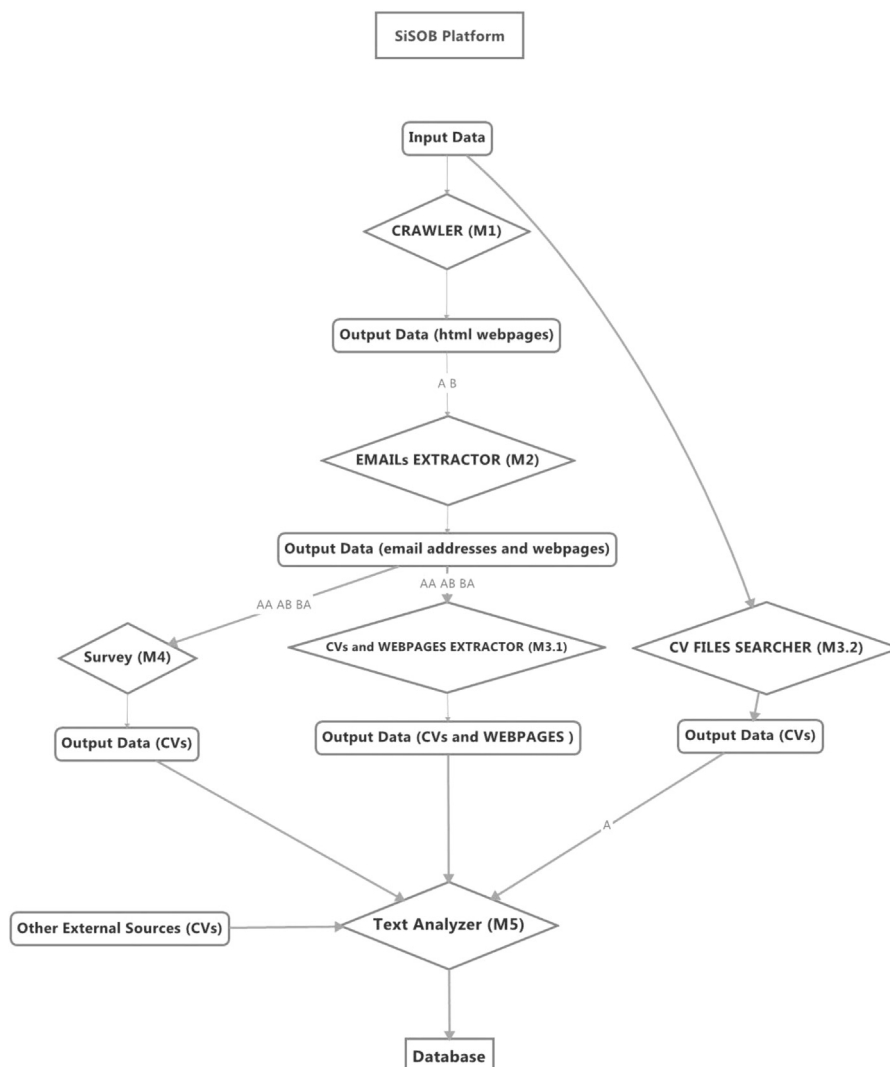 SiSOB Platform
Input Data
CRAWLER (M1)
Output Data (html webpages)
A B
EMAILs EXTRACTOR (M2)
Output Data (email addresses and webpages)
AA AB BA
AA AB BA
Survey (M4)
CVs and WEBPAGES EXTRACTOR (M3.1)
CV FILES SEARCHER (M3.2)
Output Data (CVs)
Output Data (CVs and WEBPAGES )
Output Data (CVs)
A
Other External Sources (CVs)
Text Analyzer (M5)
Database